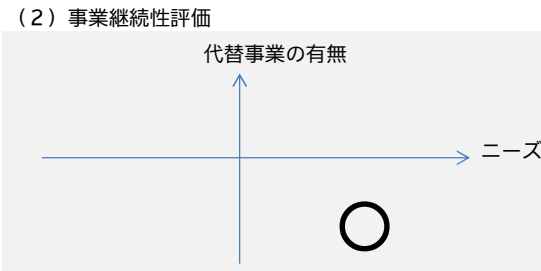 （２）事業継続性評価
代替事業の有無
ニーズ